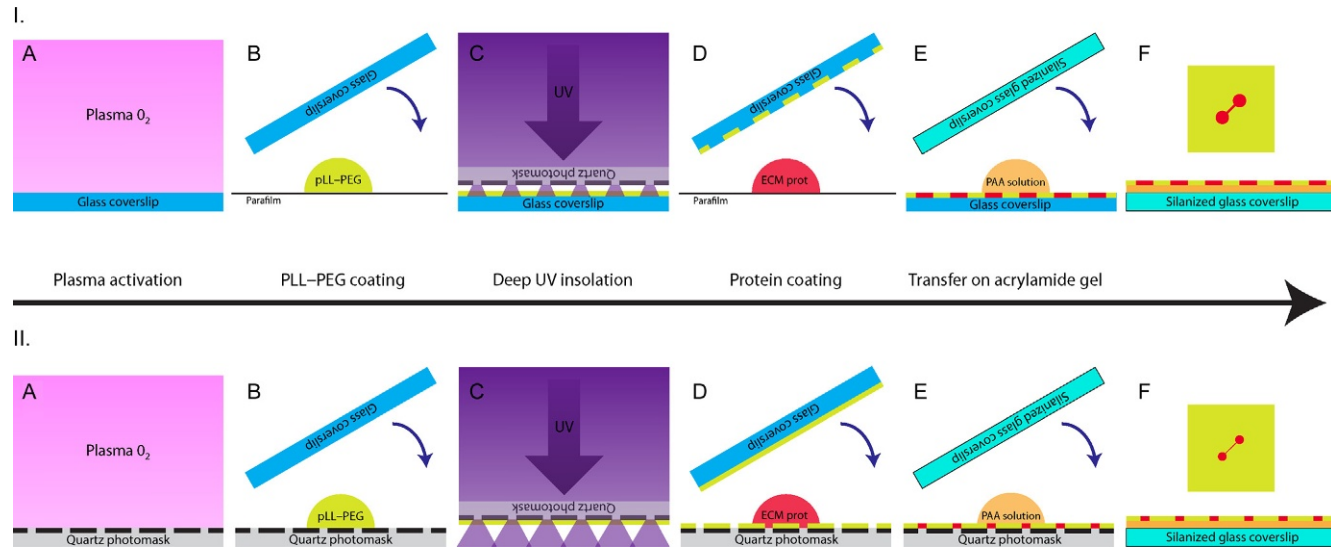 I.
A
B
C
D
E
F
Plasma 0₂
Glass coverslip
Glass coverslip
pLL–PEG
Parafilm
UV
Quartz photomask
Glass coverslip
Glass coverslip
ECM prot
Parafilm
Silanized glass coverslip
PAA solution
Glass coverslip
Silanized glass coverslip
Plasma activation
PLL–PEG coating
Deep UV insolation
Protein coating
Transfer on acrylamide gel
II.
A
B
C
D
E
F
Plasma 0₂
Quartz photomask
Glass coverslip
pLL–PEG
Quartz photomask
UV
Quartz photomask
Glass coverslip
ECM prot
Quartz photomask
Silanized glass coverslip
PAA solution
Quartz photomask
Silanized glass coverslip